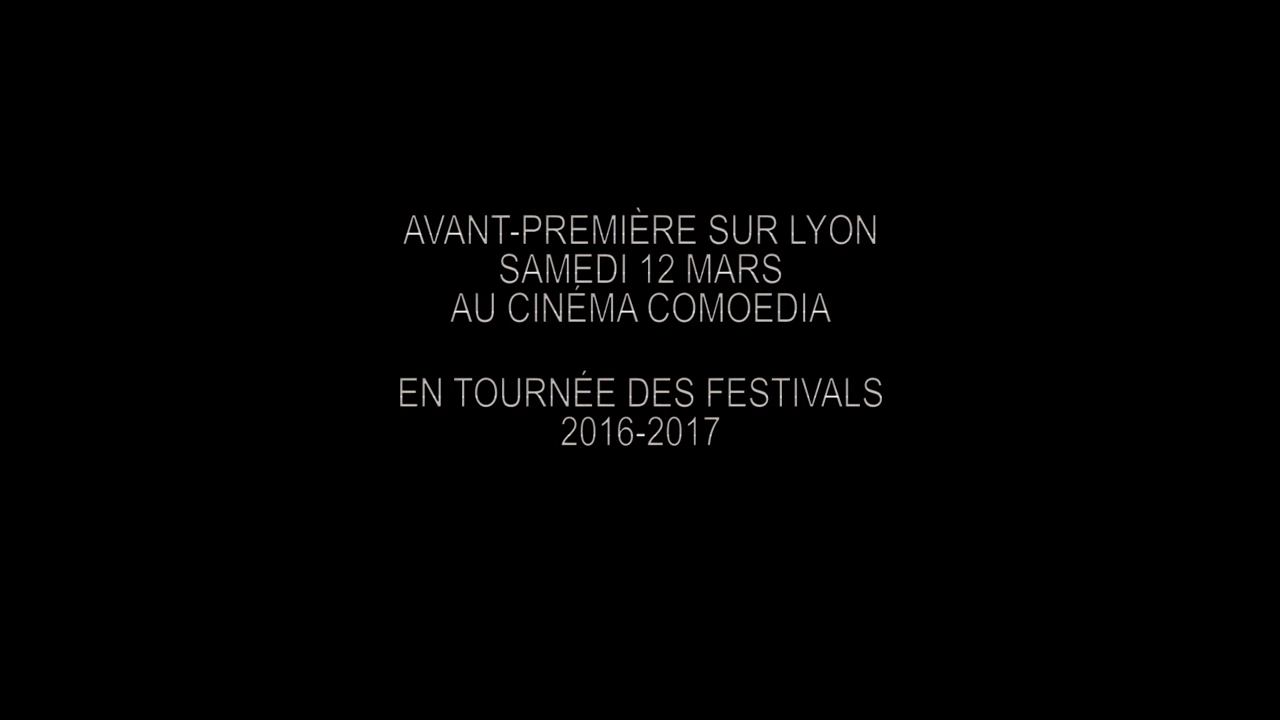 AVANT-PREMIÈRE SUR LYON
SAMEDI 12 MARS
AU CINÉMA COMOEDIA
EN TOURNÉE DES FESTIVALS
2016-2017